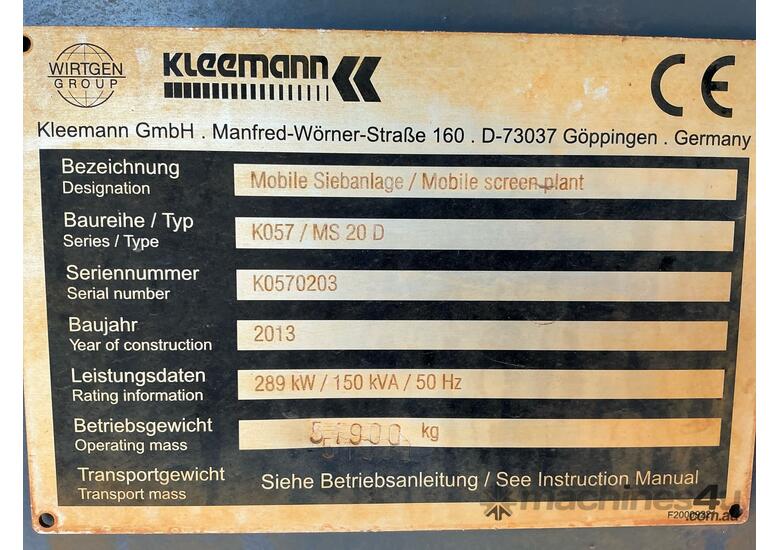 WIRTGEN
GROUP
Kleemann
CE
Kleemann GmbH . Manfred-Wörner-Straße 160 . D-73037 Göppingen . Germany
Bezeichnung
Designation
Mobile Siebanlage / Mobile screen plant
Baureihe / Typ
Series / Type
K057 / MS 20 D
Seriennummer
Serial number
K0570203
Baujahr
Year of construction
2013
Leistungsdaten
Rating information
289 kW / 150 kVA / 50 Hz
Betriebsgewicht
Operating mass
kg
Transportgewicht
Transport mass
Siehe Betriebsanleitung / See Instruction Manual
machines4u
.com.au